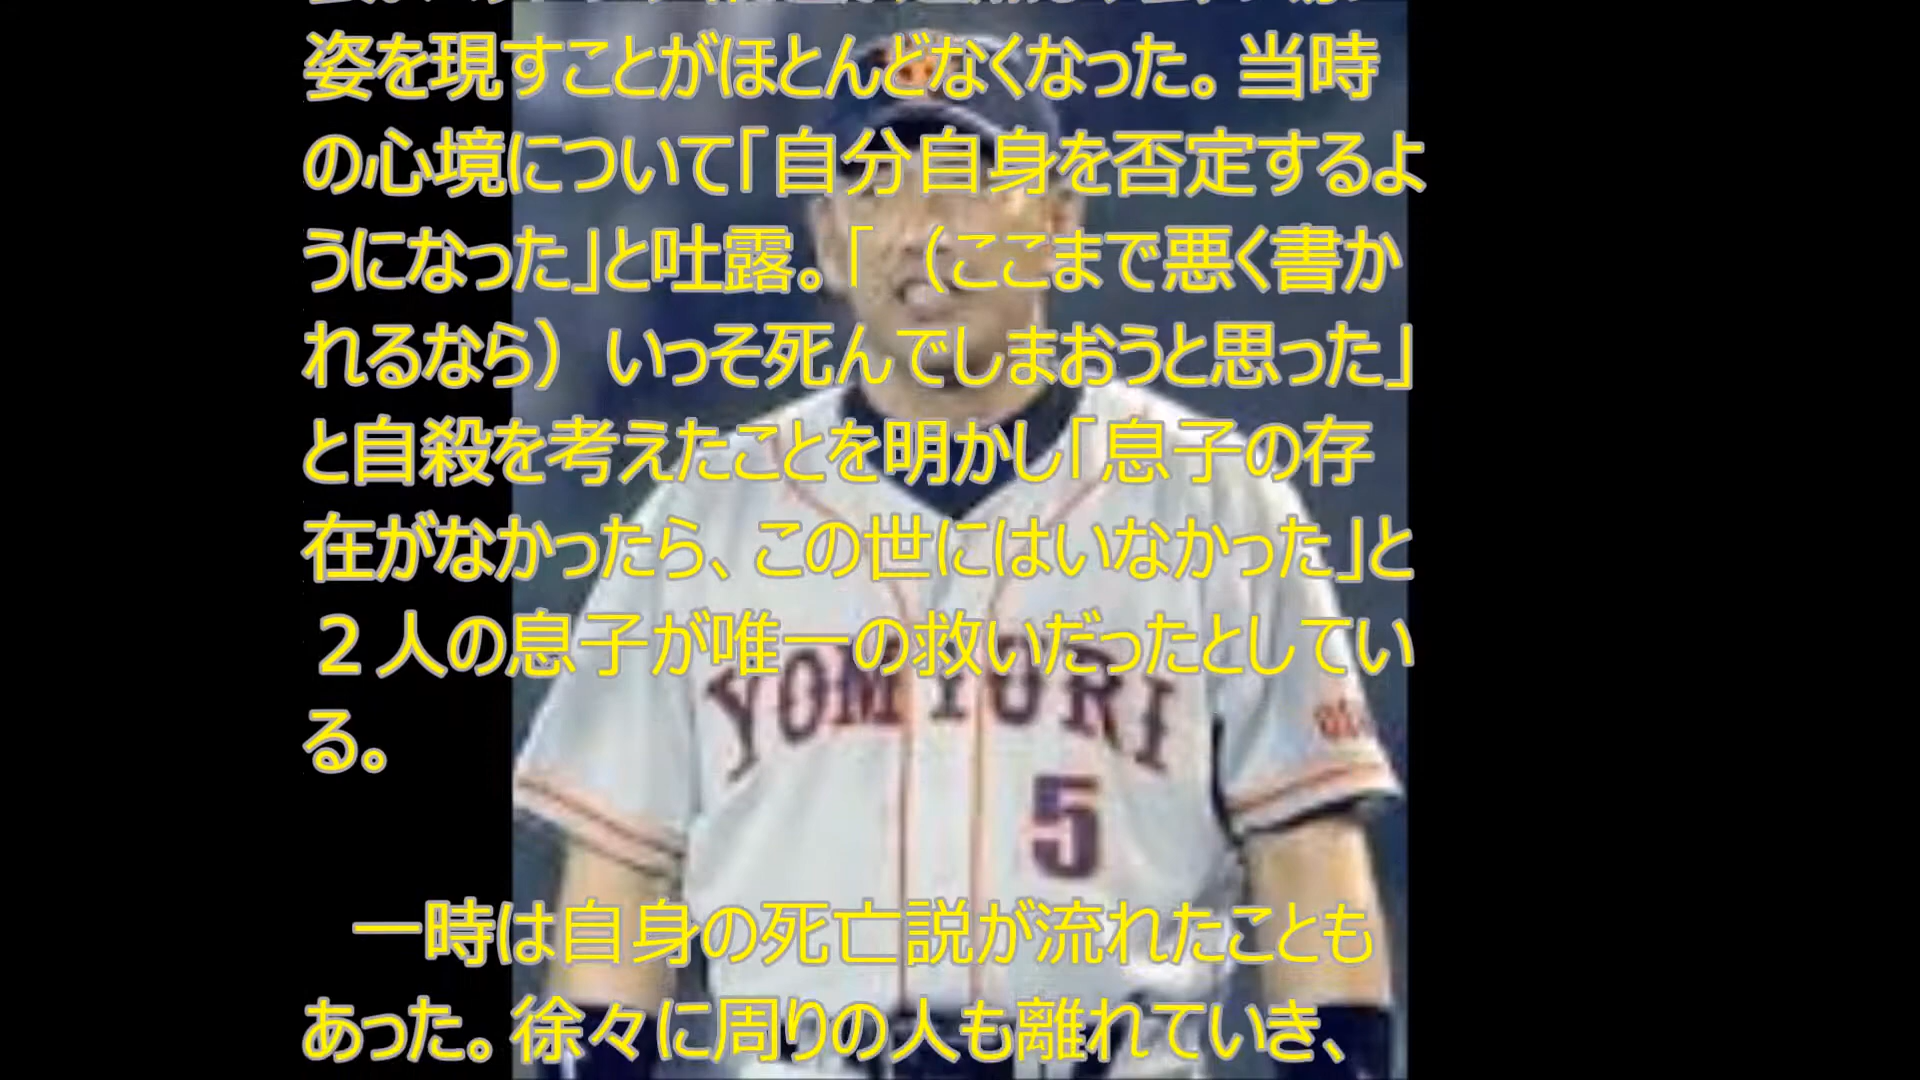 姿を現すことがほとんどなくなった。当時
の心境について「自分自身を否定するよ
うになった」と吐露。「（ここまで悪く書か
れるなら）いっそ死んでしまおうと思った」
と自殺を考えたことを明かし「息子の存
在がなかったら、この世にはいなかった」と
２人の息子が唯一の救いだったとしてい
る。
一時は自身の死亡説が流れたことも
あった。徐々に周りの人も離れていき、
YOMIURI
5